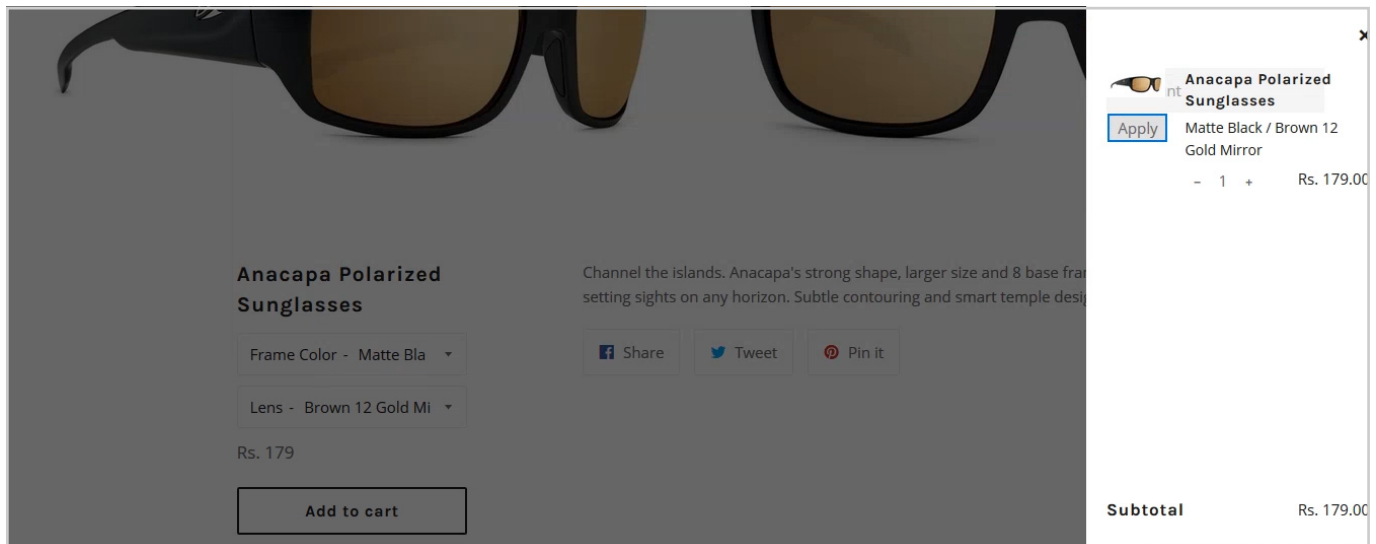 Anacapa Polarized
Sunglasses
Frame Color - Matte Bla
Lens - Brown 12 Gold Mi
Rs. 179
Add to cart
Channel the islands. Anacapa's strong shape, larger size and 8 base fra
setting sights on any horizon. Subtle contouring and smart temple desi
Share
Tweet
Pin it
×
nt
Anacapa Polarized
Sunglasses
Apply
Matte Black / Brown 12
Gold Mirror
- 1 +
Rs. 179.00
Subtotal
Rs. 179.00